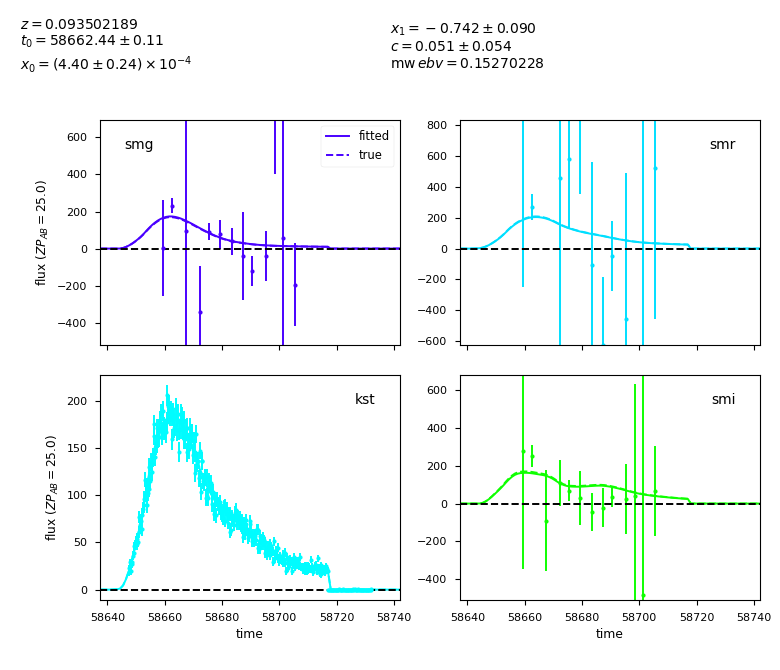 z = 0.093502189
t₀ = 58662.44 ± 0.11
x₀ = (4.40 ± 0.24) × 10⁻⁴
x₁ = −0.742 ± 0.090
c = 0.051 ± 0.054
mw ebv = 0.15270228
smg
fitted
true
600
400
200
0
−200
−400
flux (ZP_AB = 25.0)
smr
800
600
400
200
0
−200
−400
−600
kst
200
150
100
50
0
flux (ZP_AB = 25.0)
58640 58660 58680 58700 58720 58740
time
smi
600
400
200
0
−200
−400
58640 58660 58680 58700 58720 58740
time